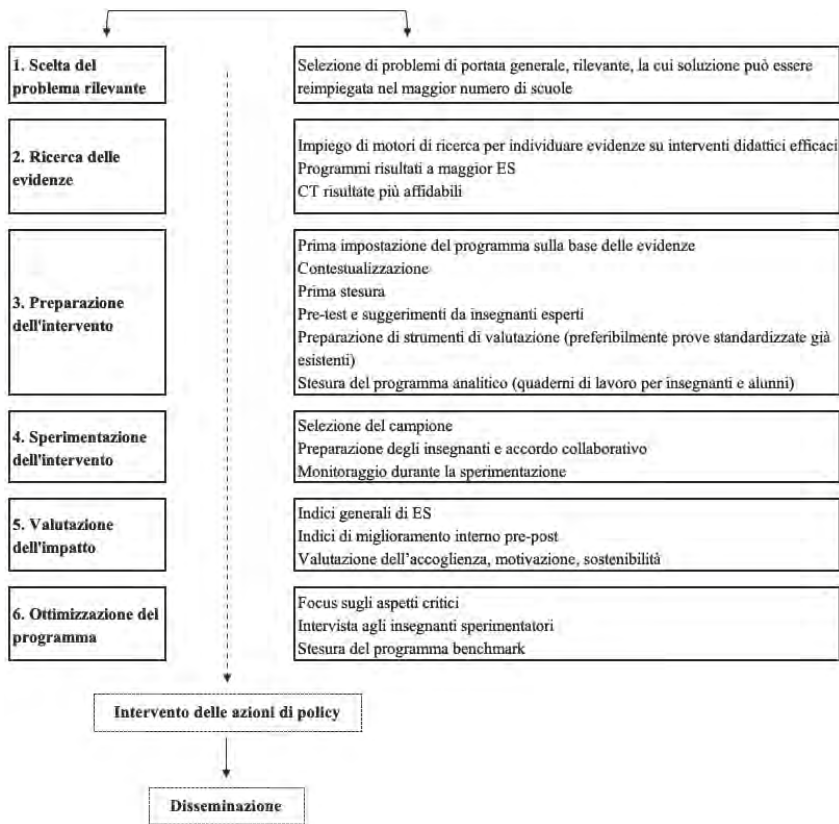 1. Scelta del
problema rilevante
Selezione di problemi di portata generale, rilevante, la cui soluzione può essere
reimpiegata nel maggior numero di scuole
2. Ricerca delle
evidenze
Impiego di motori di ricerca per individuare evidenze su interventi didattici efficaci
Programmi risultati a maggior ES
CT risultate più affidabili
3. Preparazione
dell'intervento
Prima impostazione del programma sulla base delle evidenze
Contestualizzazione
Prima stesura
Pre-test e suggerimenti da insegnanti esperti
Preparazione di strumenti di valutazione (preferibilmente prove standardizzate già
esistenti)
Stesura del programma analitico (quaderni di lavoro per insegnanti e alunni)
4. Sperimentazione
dell'intervento
Selezione del campione
Preparazione degli insegnanti e accordo collaborativo
Monitoraggio durante la sperimentazione
5. Valutazione
dell'impatto
Indici generali di ES
Indici di miglioramento interno pre-post
Valutazione dell’accoglienza, motivazione, sostenibilità
6. Ottimizzazione del
programma
Focus sugli aspetti critici
Intervista agli insegnanti sperimentatori
Stesura del programma benchmark
Intervento delle azioni di policy
Disseminazione